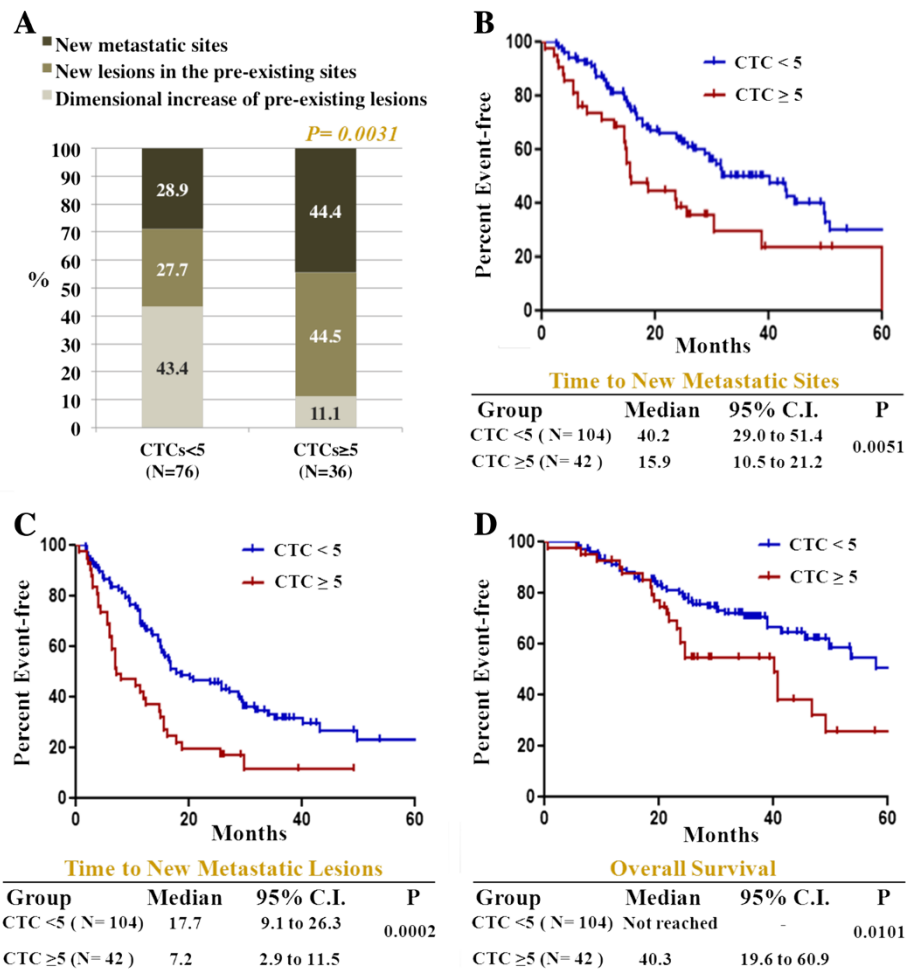 A
New metastatic sites
New lesions in the pre-existing sites
Dimensional increase of pre-existing lesions
P= 0.0031
100
90
80
70
60
50
40
30
20
10
0
%
28.9
27.7
43.4
44.4
44.5
11.1
CTCs<5
(N=76)
CTCs≥5
(N=36)
B
Percent Event-free
100
80
60
40
20
0
CTC < 5
CTC ≥ 5
0 20 40 60
Months
Time to New Metastatic Sites
Group Median 95% C.I. P
CTC <5 ( N= 104) 40.2 29.0 to 51.4
0.0051
CTC ≥5 (N= 42 ) 15.9 10.5 to 21.2
C
Percent Event-free
100
80
60
40
20
0
CTC < 5
CTC ≥ 5
0 20 40 60
Months
Time to New Metastatic Lesions
Group Median 95% C.I. P
CTC <5 ( N= 104) 17.7 9.1 to 26.3
0.0002
CTC ≥5 (N= 42 ) 7.2 2.9 to 11.5
D
Percent Event-free
100
80
60
40
20
0
CTC < 5
CTC ≥ 5
0 20 40 60
Months
Overall Survival
Group Median 95% C.I. P
CTC <5 ( N= 104) Not reached -
0.0101
CTC ≥5 (N= 42 ) 40.3 19.6 to 60.9